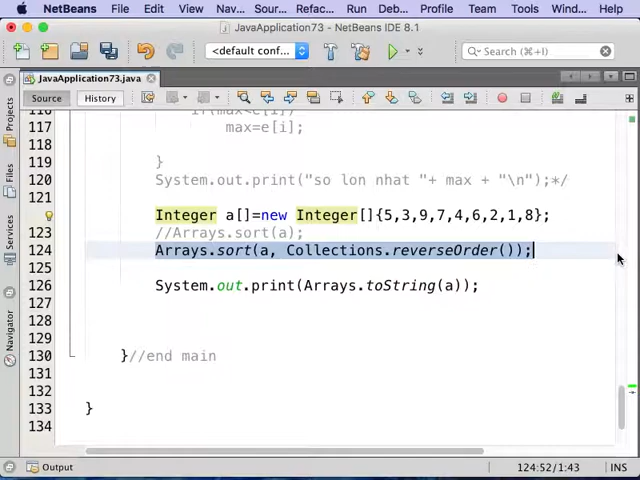 NetBeans File Edit View Nav... Sour... Refac... Run Deb... Profile Team Tools Win... Help
JavaApplication73 - NetBeans IDE 8.1
<default conf... Search (⌘+I)
JavaApplication73.java
Source History
116 if(max<e[i])
117 max=e[i];
118
119 }
120 System.out.print("so lon nhat "+ max + "\n");*/
121
Integer a[]=new Integer[]{5,3,9,7,4,6,2,1,8};
123 //Arrays.sort(a);
124 Arrays.sort(a, Collections.reverseOrder());
125
126 System.out.print(Arrays.toString(a));
127
128
129
130 }//end main
131
132
133 }
134
Projects
Files
Services
Navigator
Output 124:52/1:43 INS